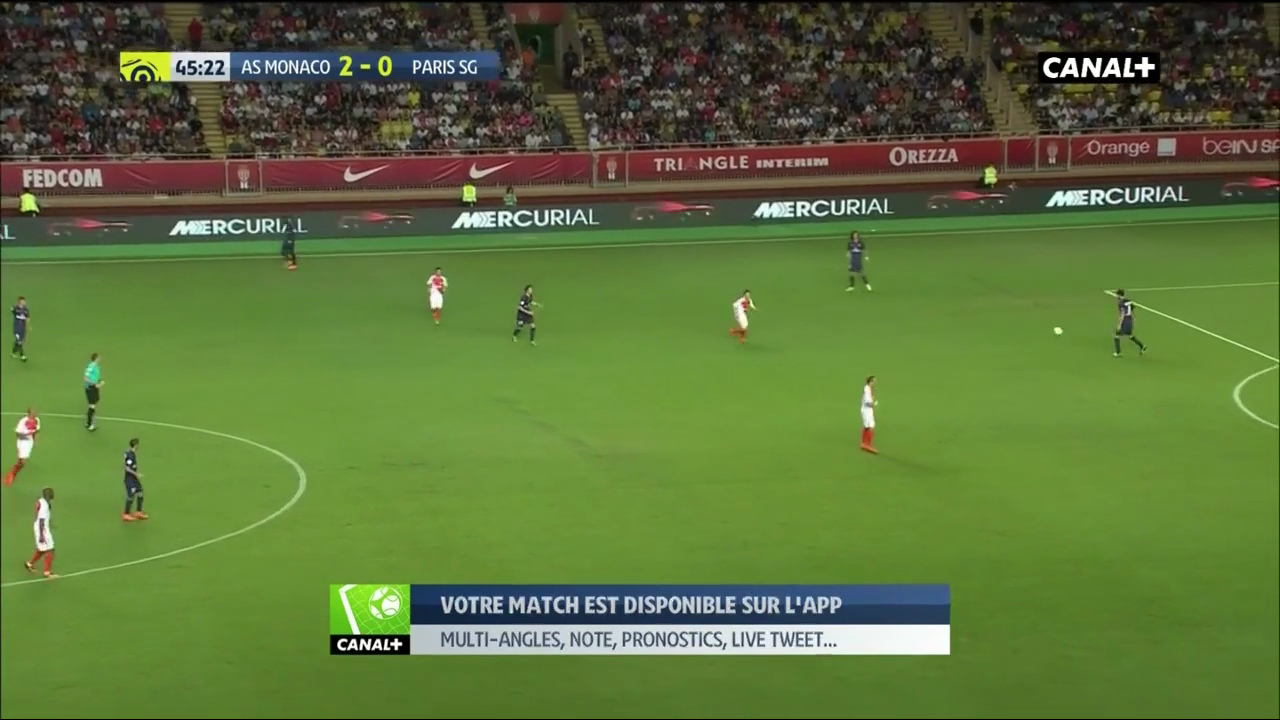 45:22 AS MONACO 2 - 0 PARIS SG
CANAL+
FEDCOM
TRIANGLE INTERIM
OREZZA
Orange
beIN SP
MERCURIAL
MERCURIAL
MERCURIAL
MERCURIAL
VOTRE MATCH EST DISPONIBLE SUR L'APP
CANAL+
MULTI-ANGLES, NOTE, PRONOSTICS, LIVE TWEET...